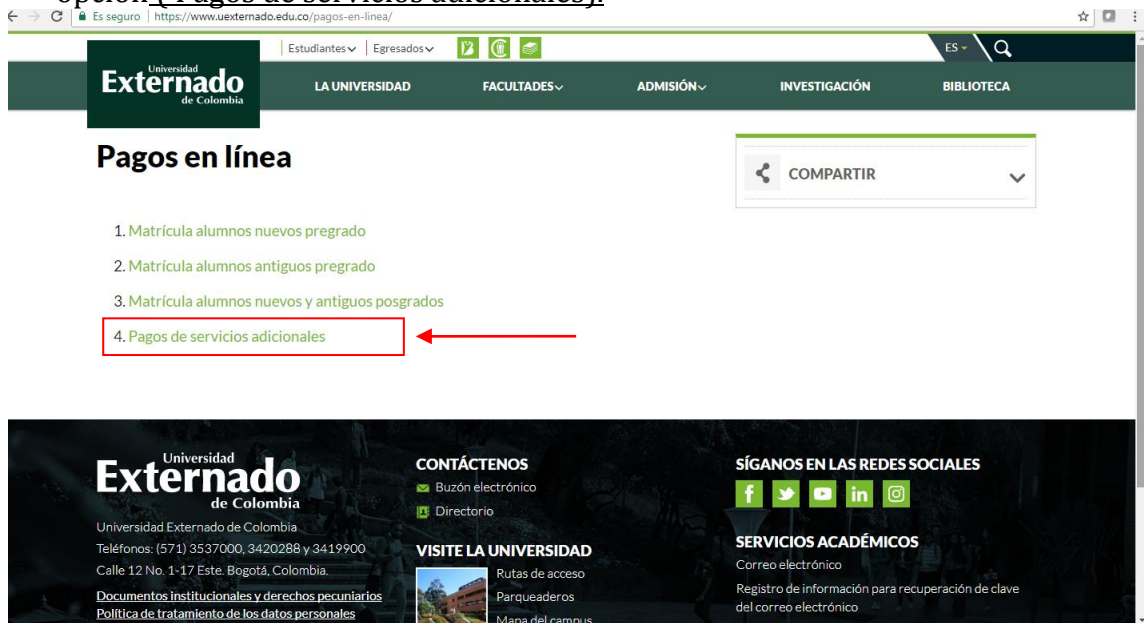 opción ( Pagos de servicios adicionales).
Es seguro | https://www.uexternado.edu.co/pagos-en-linea/
Estudiantes | Egresados
ES
Universidad
Externado
de Colombia
LA UNIVERSIDAD FACULTADES ADMISIÓN INVESTIGACIÓN BIBLIOTECA
Pagos en línea
COMPARTIR
1. Matrícula alumnos nuevos pregrado
2. Matrícula alumnos antiguos pregrado
3. Matrícula alumnos nuevos y antiguos posgrados
4. Pagos de servicios adicionales
Universidad
Externado
de Colombia
Universidad Externado de Colombia
Teléfonos: (571) 3537000, 3420288 y 3419900
Calle 12 No. 1-17 Este. Bogotá, Colombia.
Documentos institucionales y derechos pecuniarios
Política de tratamiento de los datos personales
CONTÁCTENOS
Buzón electrónico
Directorio
VISITE LA UNIVERSIDAD
Rutas de acceso
Parqueaderos
Mapa del campus
SÍGANOS EN LAS REDES SOCIALES
SERVICIOS ACADÉMICOS
Correo electrónico
Registro de información para recuperación de clave
del correo electrónico